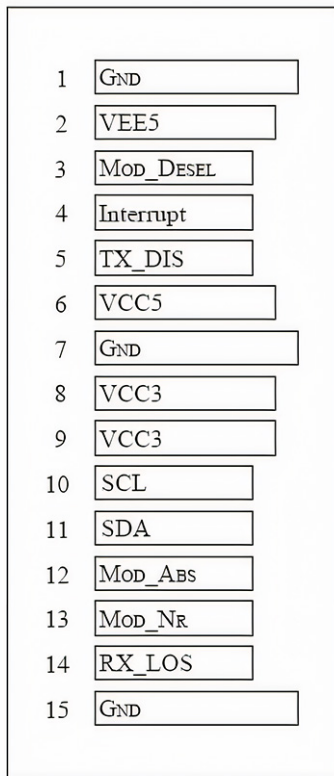 1 GND
2 VEE5
3 MOD_DESEL
4 Interrupt
5 TX_DIS
6 VCC5
7 GND
8 VCC3
9 VCC3
10 SCL
11 SDA
12 MOD_ABS
13 MOD_NR
14 RX_LOS
15 GND